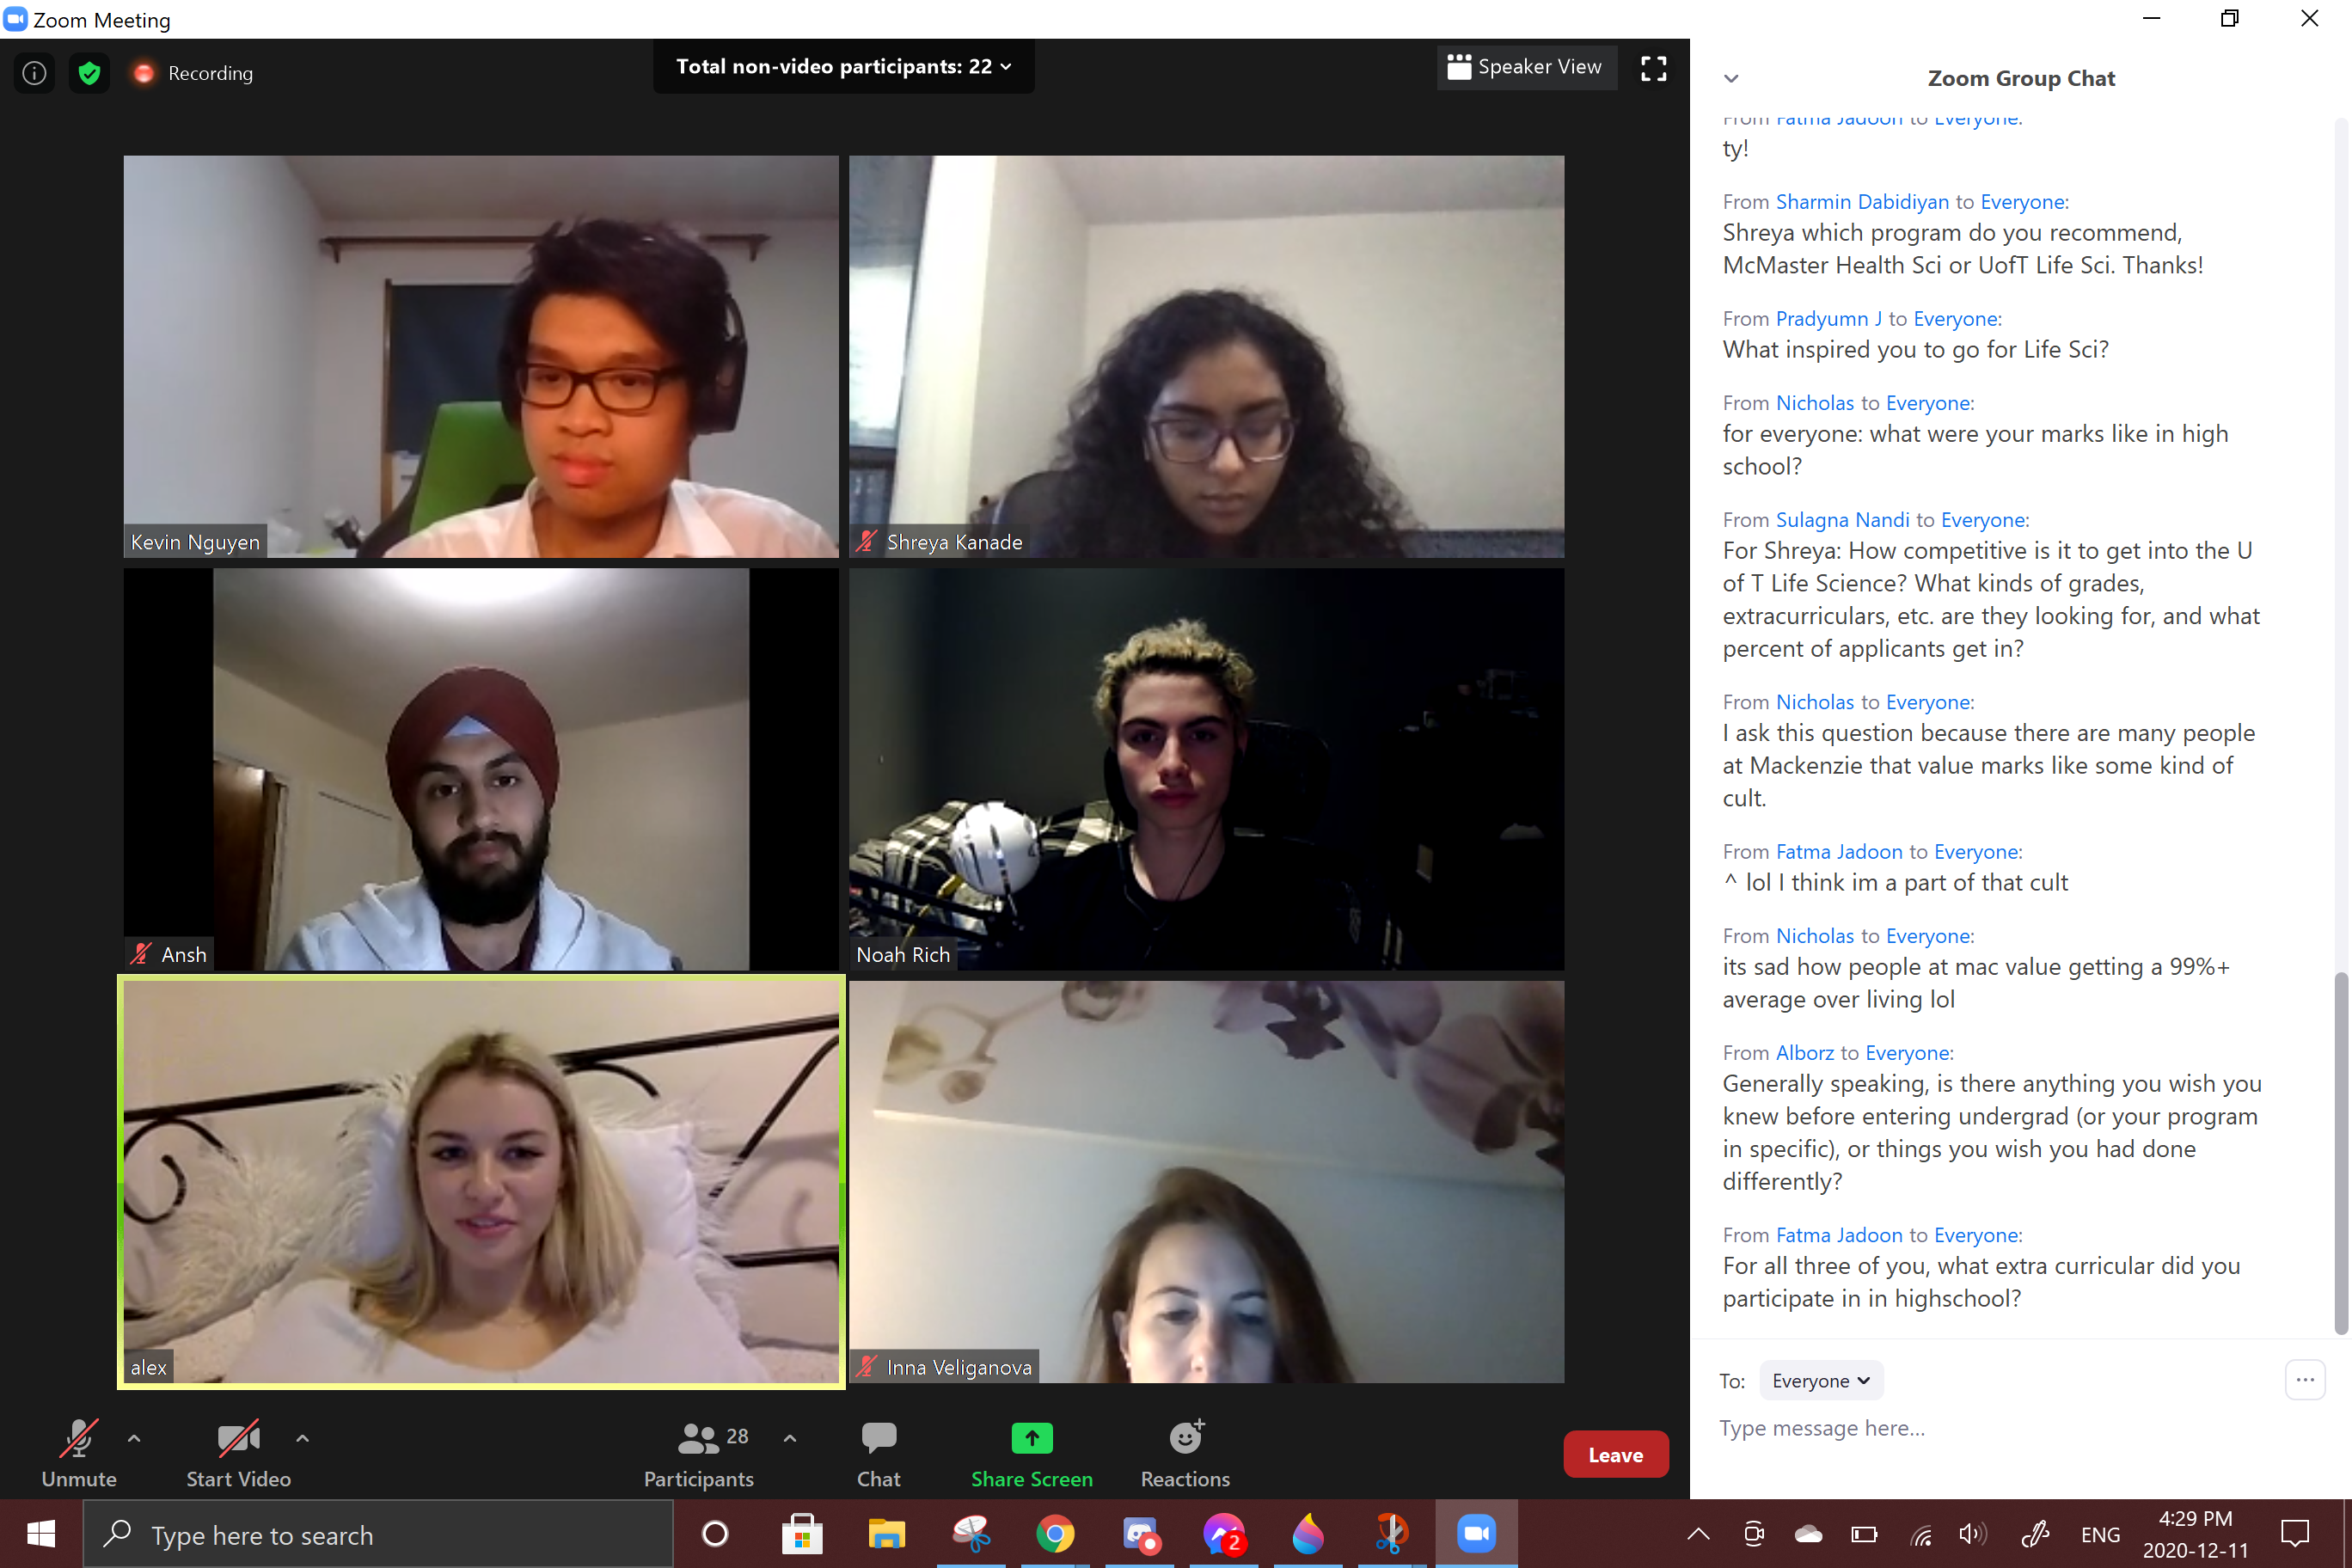 Zoom Meeting
Recording
Total non-video participants: 22
Speaker View
Kevin Nguyen
Shreya Kanade
Ansh
Noah Rich
alex
Inna Veliganova
Unmute
Start Video
28
Participants
Chat
Share Screen
Reactions
Leave
Zoom Group Chat
From Fatma Jadoon to Everyone:
ty!
From Sharmin Dabidiyan to Everyone:
Shreya which program do you recommend,
McMaster Health Sci or UofT Life Sci. Thanks!
From Pradyumn J to Everyone:
What inspired you to go for Life Sci?
From Nicholas to Everyone:
for everyone: what were your marks like in high
school?
From Sulagna Nandi to Everyone:
For Shreya: How competitive is it to get into the U
of T Life Science? What kinds of grades,
extracurriculars, etc. are they looking for, and what
percent of applicants get in?
From Nicholas to Everyone:
I ask this question because there are many people
at Mackenzie that value marks like some kind of
cult.
From Fatma Jadoon to Everyone:
^ lol I think im a part of that cult
From Nicholas to Everyone:
its sad how people at mac value getting a 99%+
average over living lol
From Alborz to Everyone:
Generally speaking, is there anything you wish you
knew before entering undergrad (or your program
in specific), or things you wish you had done
differently?
From Fatma Jadoon to Everyone:
For all three of you, what extra curricular did you
participate in in highschool?
To: Everyone
Type message here...
Type here to search
2
ENG
4:29 PM
2020-12-11